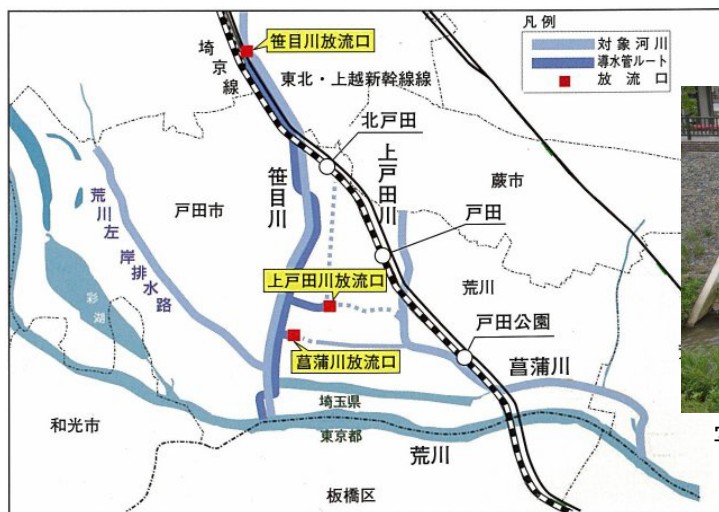 凡例
対象河川
導水管ルート
放流口
笹目川放流口
埼京線
東北・上越新幹線線
北戸田
上戸田川
笹目川
蕨市
戸田市
戸田
荒川左岸排水路
彩湖
上戸田川放流口
荒川
戸田公園
菖蒲川放流口
菖蒲川
埼玉県
東京都
和光市
荒川
板橋区